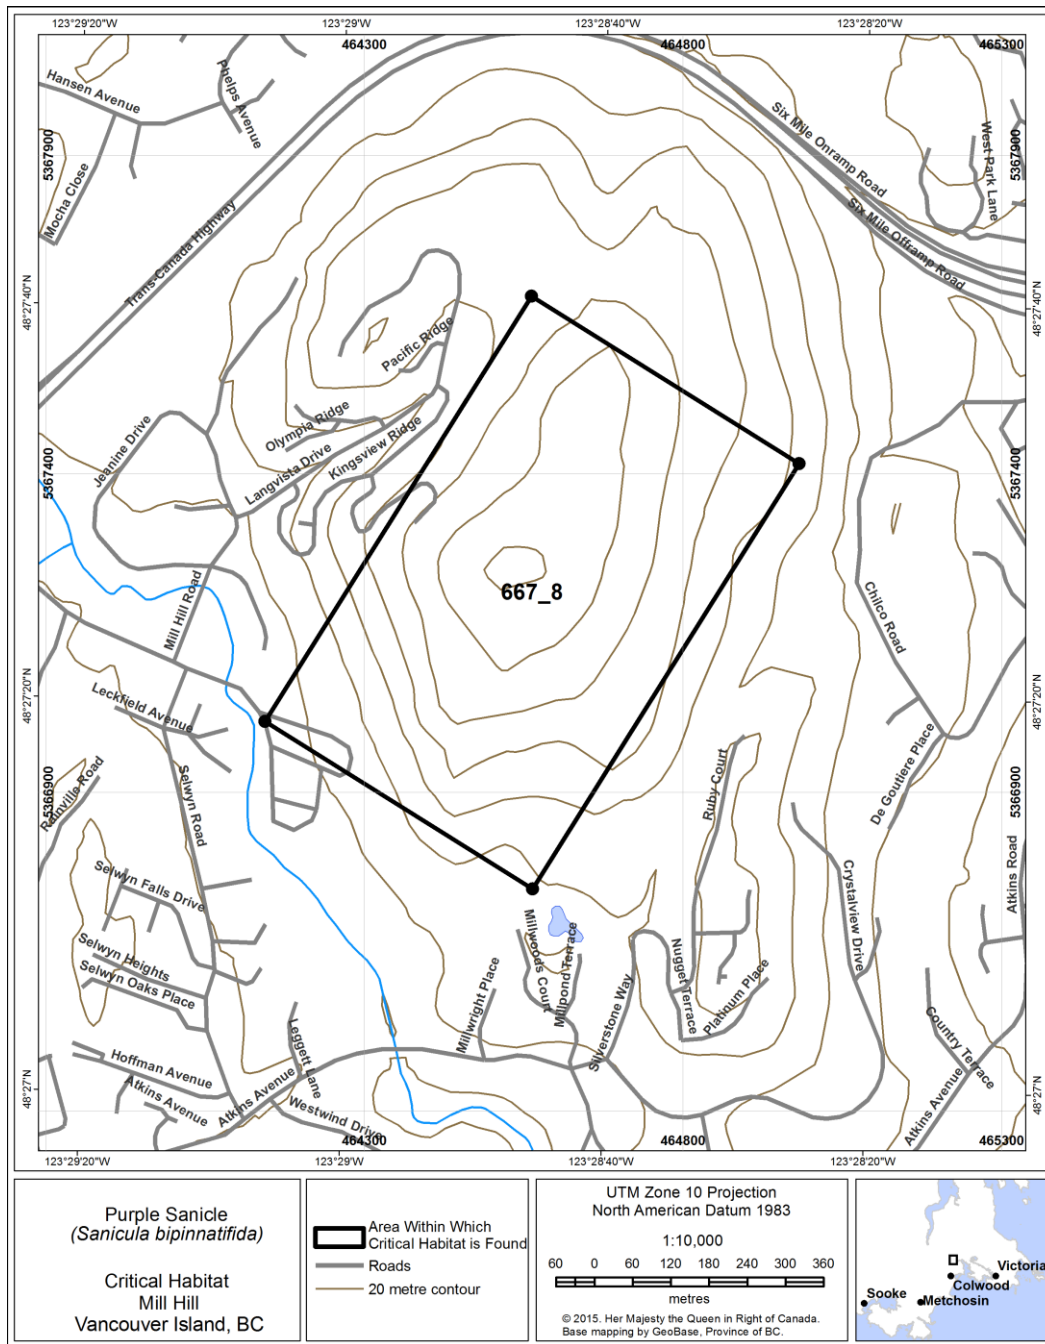 123°29'20"W 123°29'W 123°28'40"W 123°28'20"W
464300 464800 465300
Hansen Avenue
Phelps Avenue
Mocha Close
Trans-Canada Highway
Six Mile Onramp Road
Six Mile Offramp Road
West Park Lane
5367900 5367900
48°27'40"N 48°27'40"N
Pacific Ridge
Olympia Ridge
Langvista Drive
Kingsview Ridge
Jeanine Drive
5367400 5367400
667_8
Mill Hill Road
Chilco Road
48°27'20"N 48°27'20"N
Leckfield Avenue
De Goutiere Place
Ruby Court
Rainville Road
Selwyn Road
5366900 5366900
Selwyn Falls Drive
Crystalview Drive
Atkins Road
Selwyn Heights
Selwyn Oaks Place
Millwright Place
Millwoods Court
Millpond Terrace
Silverstone Way
Nugget Terrace
Platinum Place
Country Terrace
Leggett Lane
Hoffman Avenue
Atkins Avenue
Atkins Avenue
Westwind Drive
Atkins Avenue
48°27'N 48°27'N
464300 464800 465300
123°29'20"W 123°29'W 123°28'40"W 123°28'20"W
Purple Sanicle
(Sanicula bipinnatifida)
Critical Habitat
Mill Hill
Vancouver Island, BC
Area Within Which
Critical Habitat is Found
Roads
20 metre contour
UTM Zone 10 Projection
North American Datum 1983
1:10,000
60 0 60 120 180 240 300 360
metres
© 2015. Her Majesty the Queen in Right of Canada.
Base mapping by GeoBase, Province of BC.
Victoria
Colwood
Sooke
Metchosin